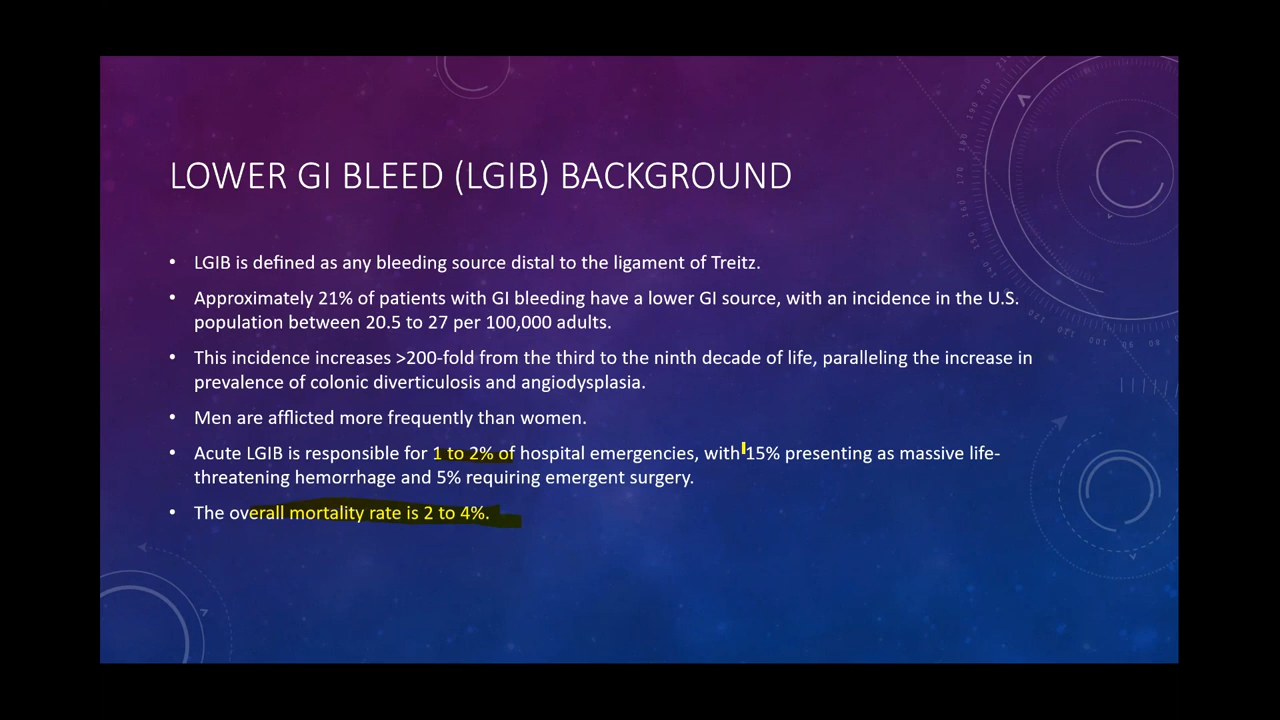 LOWER GI BLEED (LGIB) BACKGROUND
• LGIB is defined as any bleeding source distal to the ligament of Treitz.
• Approximately 21% of patients with GI bleeding have a lower GI source, with an incidence in the U.S.
population between 20.5 to 27 per 100,000 adults.
• This incidence increases >200-fold from the third to the ninth decade of life, paralleling the increase in
prevalence of colonic diverticulosis and angiodysplasia.
• Men are afflicted more frequently than women.
• Acute LGIB is responsible for 1 to 2% of hospital emergencies, with 15% presenting as massive life-
threatening hemorrhage and 5% requiring emergent surgery.
• The overall mortality rate is 2 to 4%.